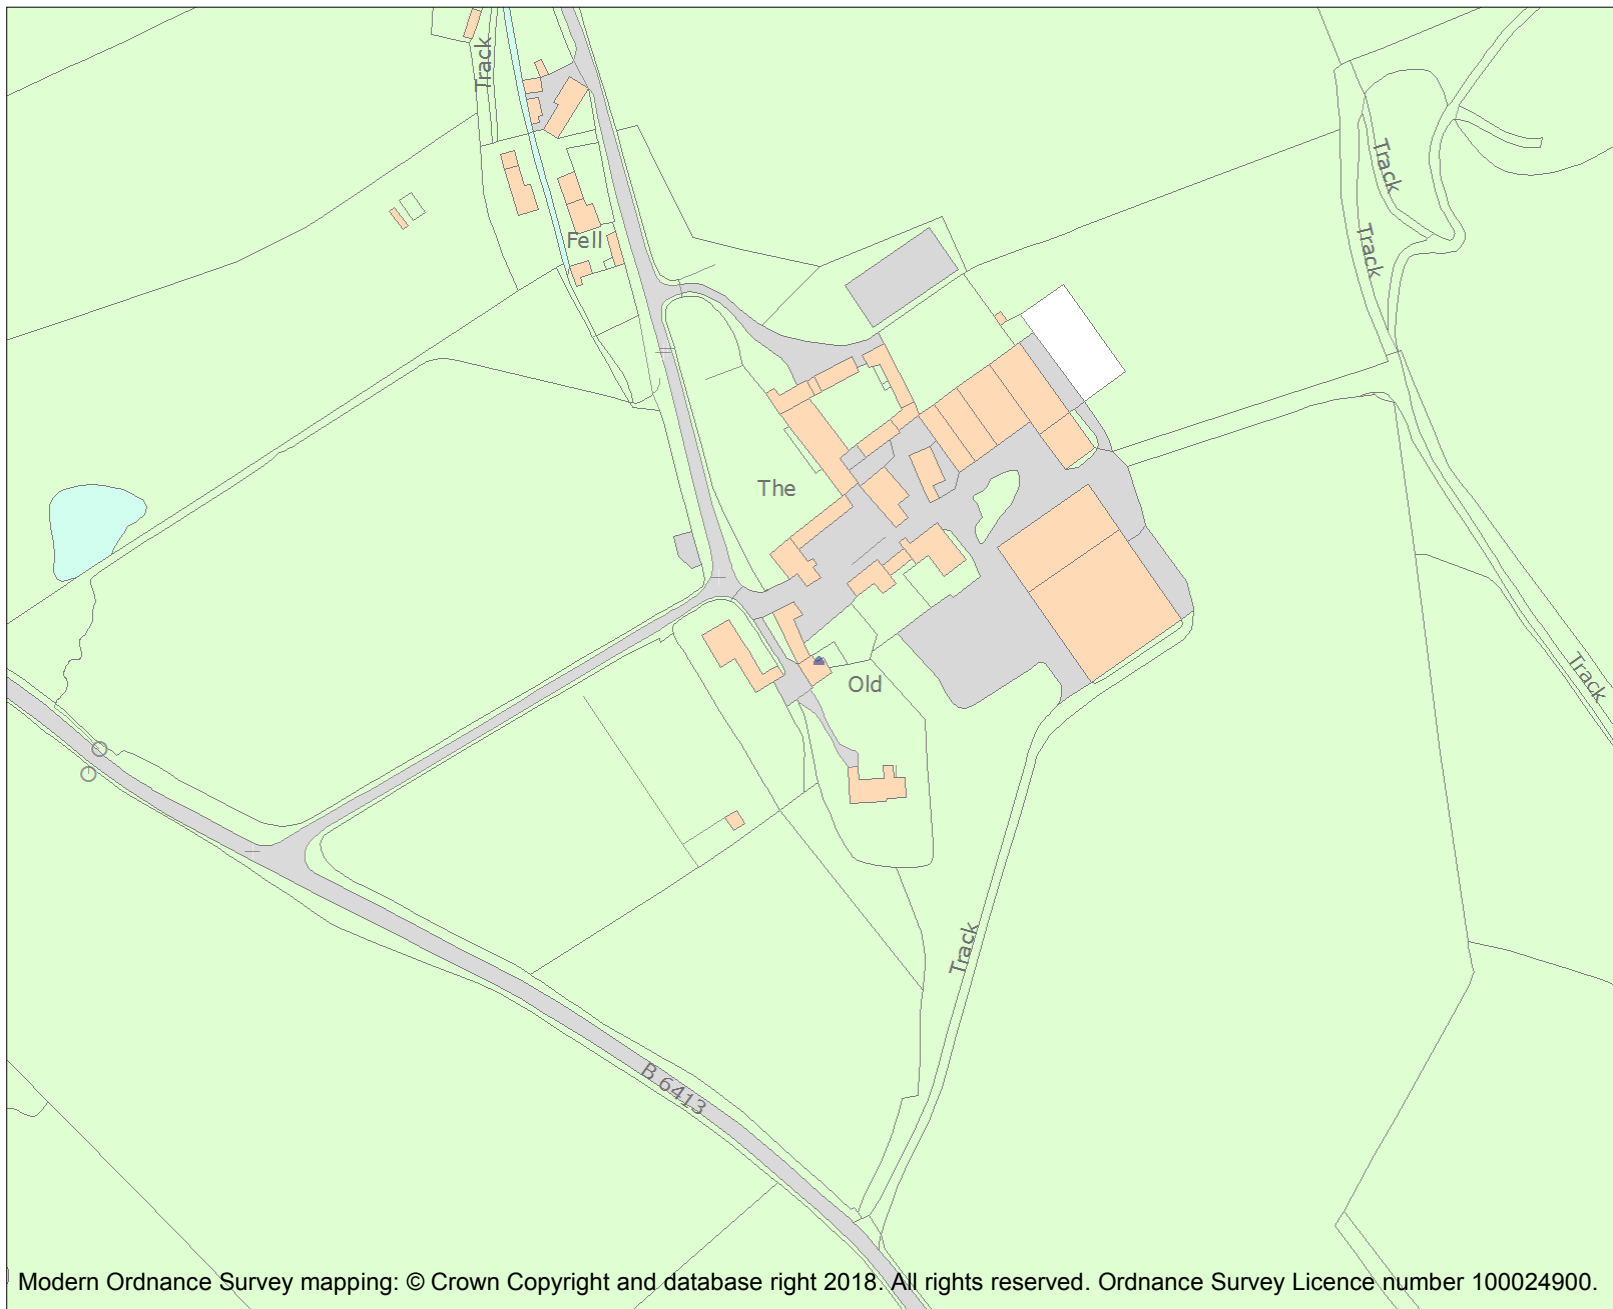 Track
Fell
Track
Track
The
Old
Track
Track
B 6413
Modern Ordnance Survey mapping: © Crown Copyright and database right 2018. All rights reserved. Ordnance Survey Licence number 100024900.